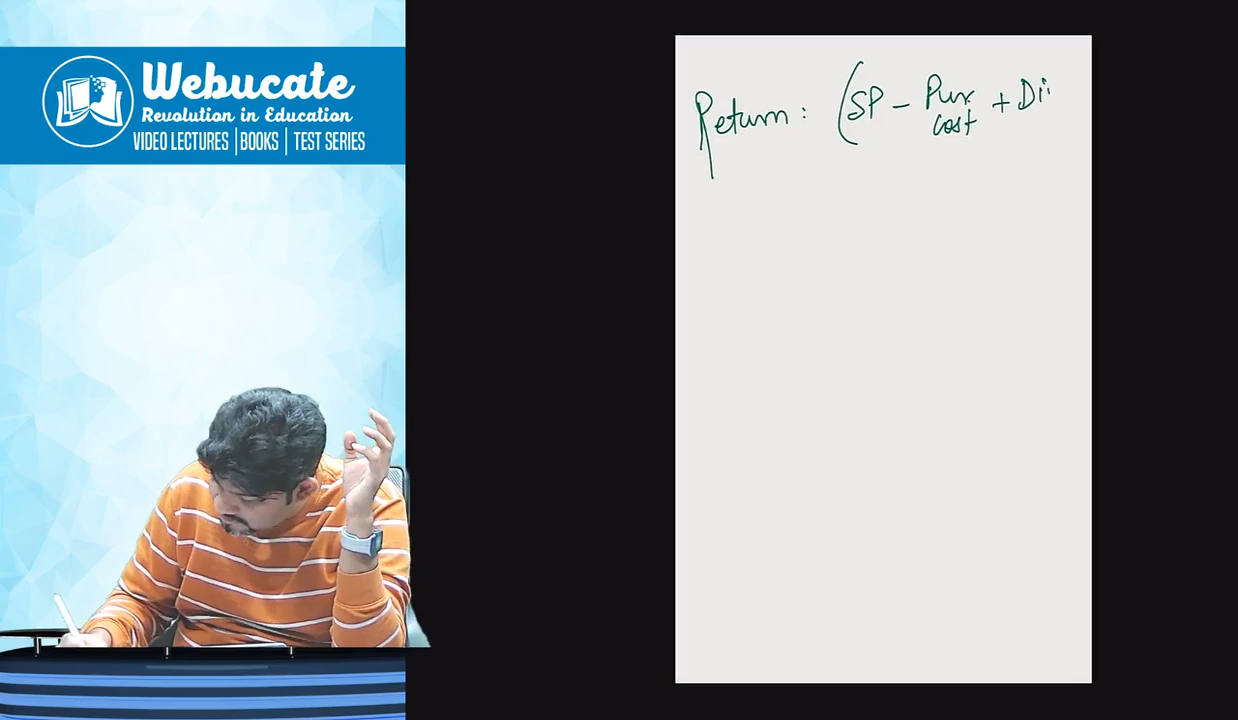 Webucate
Revolution in Education
VIDEO LECTURES | BOOKS | TEST SERIES
Return : (SP - Pur cost + Di